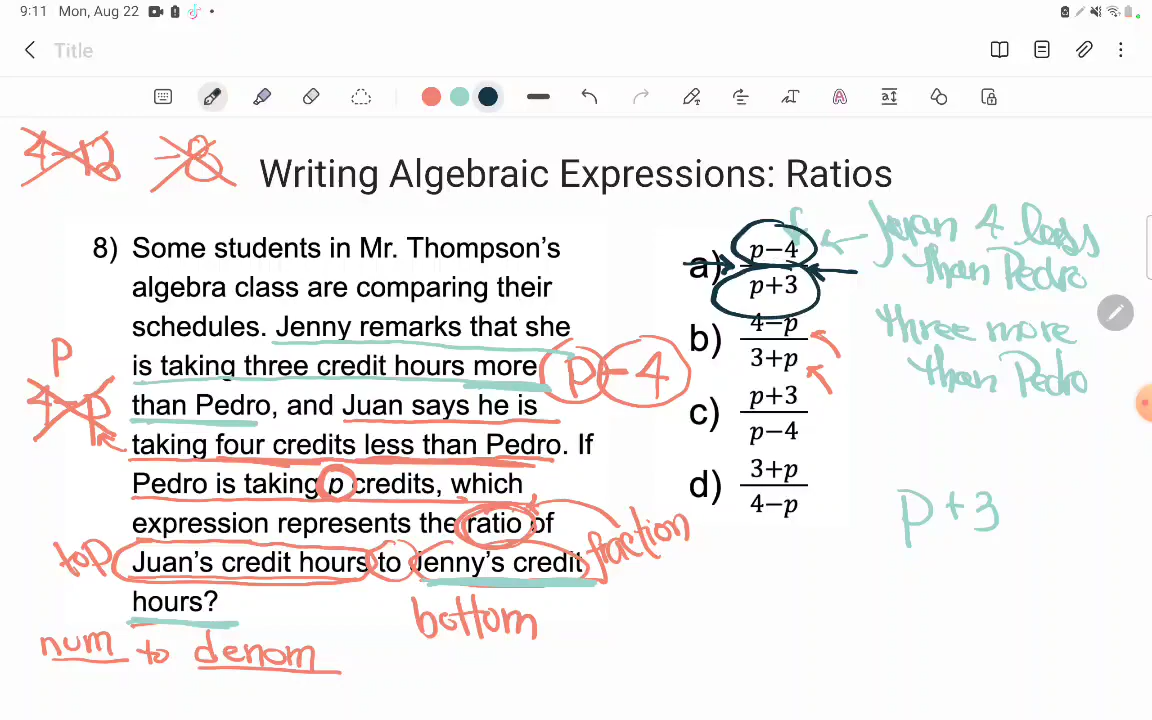 9:11 Mon, Aug 22
Title
4-12
-8
Writing Algebraic Expressions: Ratios
8) Some students in Mr. Thompson's
algebra class are comparing their
schedules. Jenny remarks that she
is taking three credit hours more
than Pedro, and Juan says he is
taking four credits less than Pedro. If
Pedro is taking p credits, which
expression represents the ratio of
Juan's credit hours to Jenny's credit
hours?
p
4-p
p-4
top
fraction
bottom
num to denom
a) p-4
p+3
b) 4-p
3+p
c) p+3
p-4
d) 3+p
4-p
Juan 4 less
than Pedro
three more
than Pedro
p+3